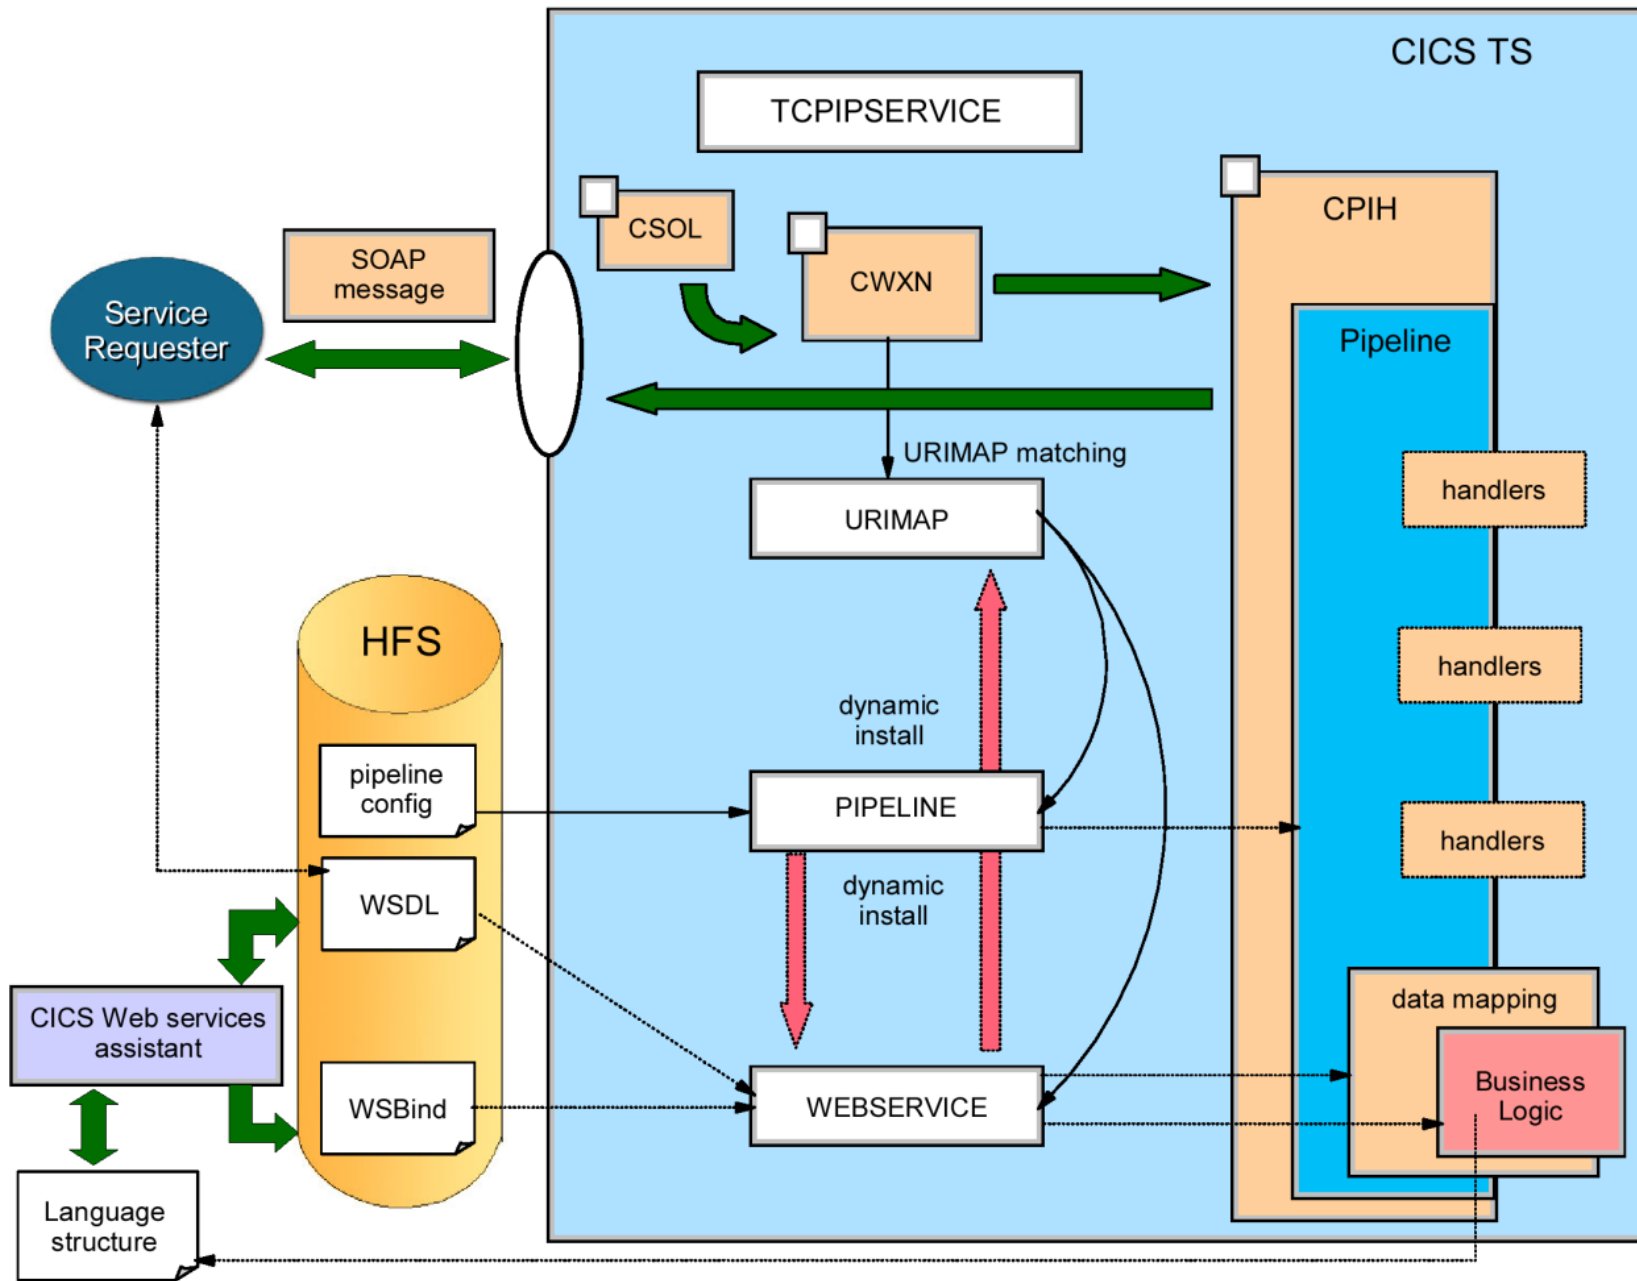 CICS TS
TCPIPSERVICE
CSOL
CWXN
CPIH
SOAP
message
Service
Requester
Pipeline
URIMAP matching
URIMAP
handlers
HFS
handlers
dynamic
install
pipeline
config
PIPELINE
handlers
dynamic
install
WSDL
data mapping
CICS Web services
assistant
WSBind
WEBSERVICE
Business
Logic
Language
structure